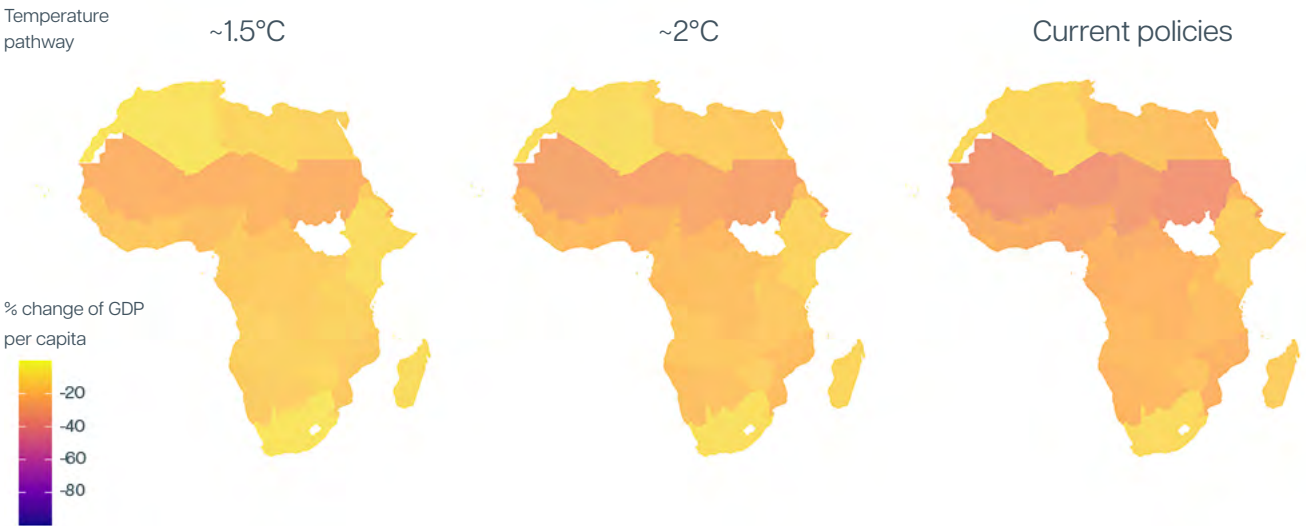 Temperature
pathway
~1.5°C
~2°C
Current policies
% change of GDP
per capita
-20
-40
-60
-80